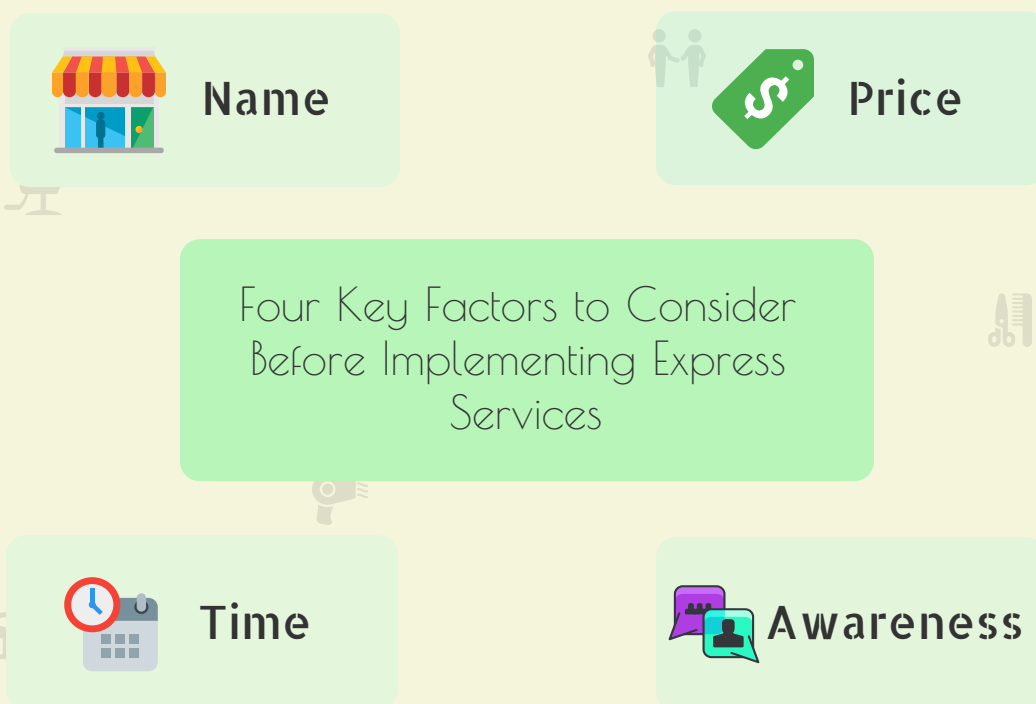 Name
Price
Four Key Factors to Consider
Before Implementing Express
Services
Time
Awareness